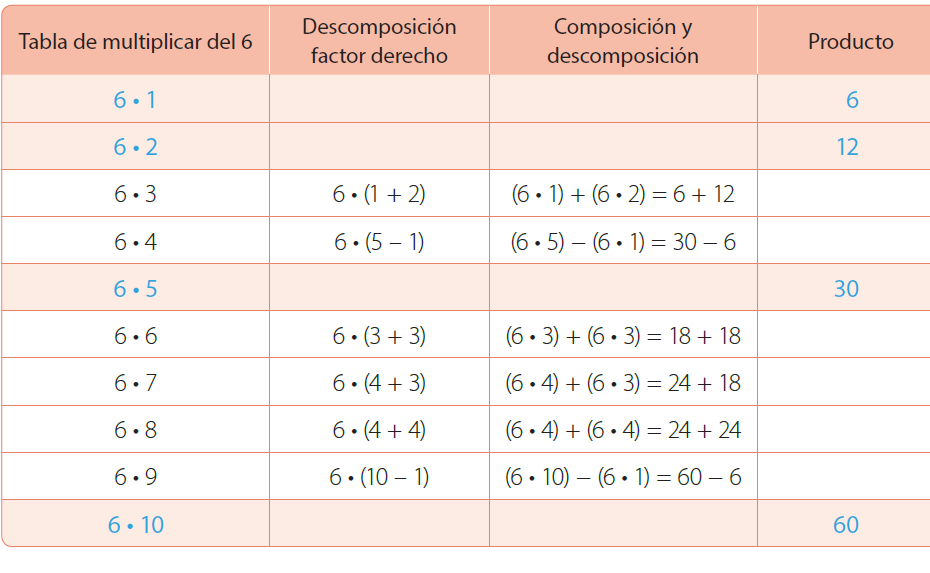 Tabla de multiplicar del 6 Descomposición factor derecho Composición y descomposición Producto
6 • 1 6
6 • 2 12
6 • 3 6 • (1 + 2) (6 • 1) + (6 • 2) = 6 + 12
6 • 4 6 • (5 – 1) (6 • 5) – (6 • 1) = 30 – 6
6 • 5 30
6 • 6 6 • (3 + 3) (6 • 3) + (6 • 3) = 18 + 18
6 • 7 6 • (4 + 3) (6 • 4) + (6 • 3) = 24 + 18
6 • 8 6 • (4 + 4) (6 • 4) + (6 • 4) = 24 + 24
6 • 9 6 • (10 – 1) (6 • 10) – (6 • 1) = 60 – 6
6 • 10 60